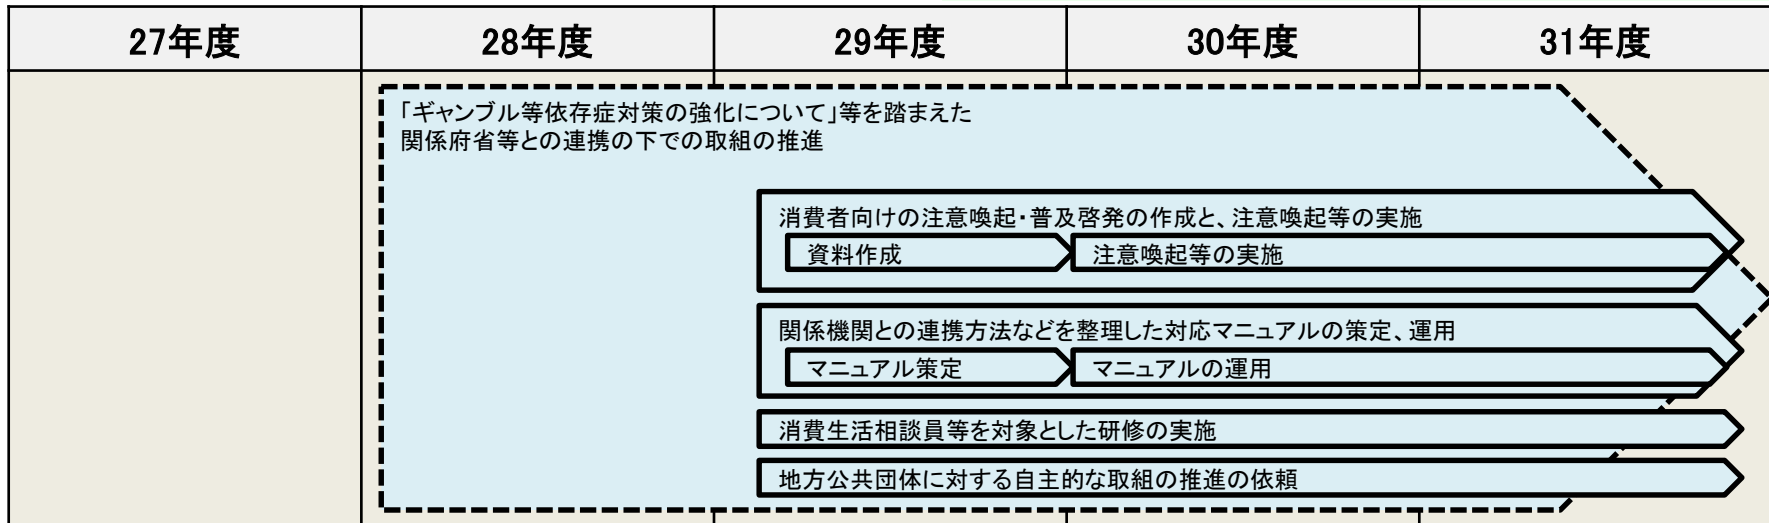 27年度
28年度
29年度
30年度
31年度
「ギャンブル等依存症対策の強化について」等を踏まえた
関係府省等との連携の下での取組の推進
消費者向けの注意喚起・普及啓発の作成と、注意喚起等の実施
資料作成
注意喚起等の実施
関係機関との連携方法などを整理した対応マニュアルの策定、運用
マニュアル策定
マニュアルの運用
消費生活相談員等を対象とした研修の実施
地方公共団体に対する自主的な取組の推進の依頼